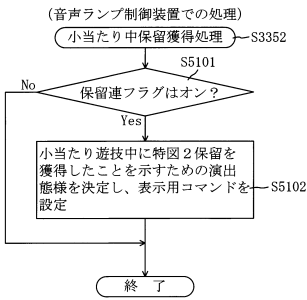 (音声ランプ制御装置での処理)
小当たり中保留獲得処理
S3352
S5101
No
保留連フラグはオン？
Yes
小当たり遊技中に特図２保留を
獲得したことを示すための演出
態様を決定し、表示用コマンドを
設定
S5102
終 了